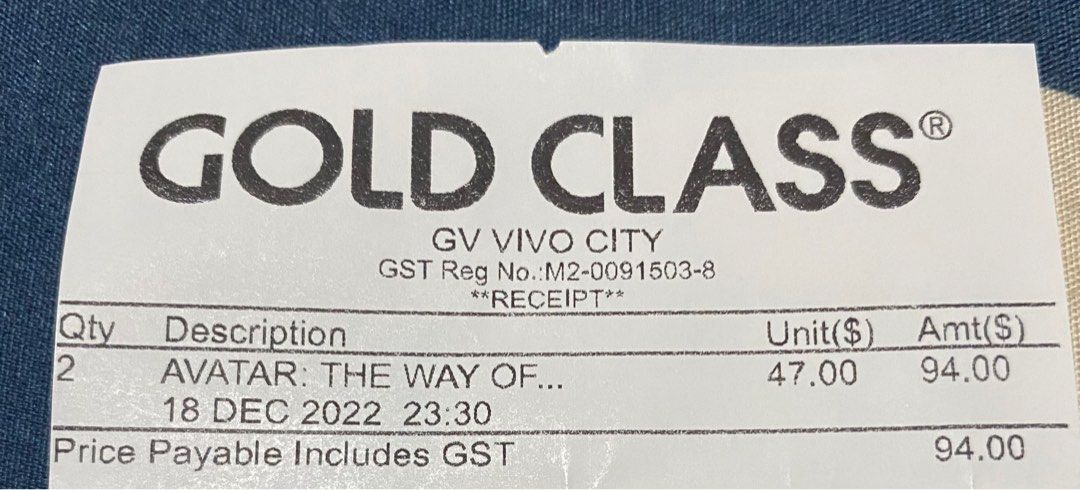 GOLD CLASS®
GV VIVO CITY
GST Reg No.:M2-0091503-8
**RECEIPT**
Qty Description Unit($) Amt($)
2 AVATAR: THE WAY OF... 47.00 94.00
18 DEC 2022 23:30
Price Payable Includes GST 94.00